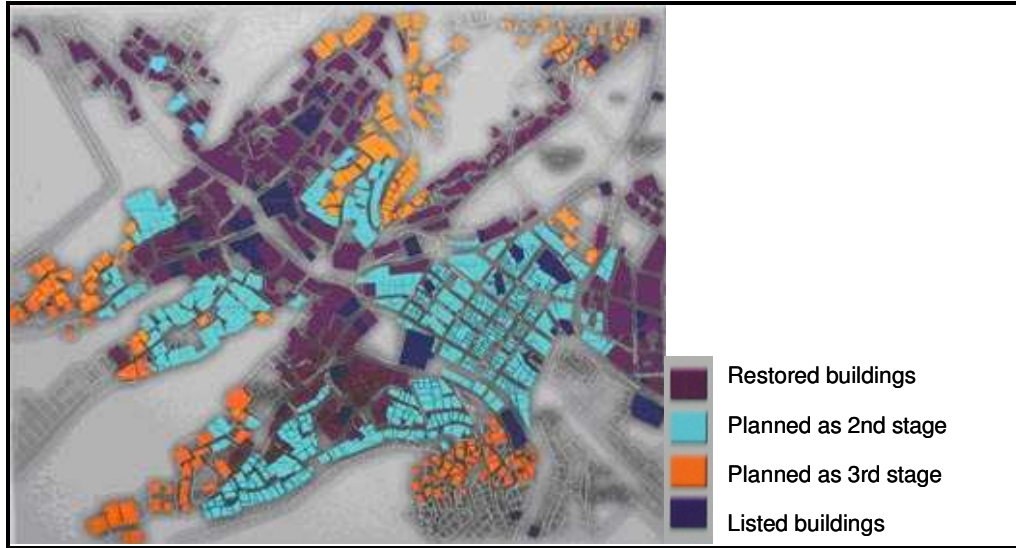 Restored buildings
Planned as 2nd stage
Planned as 3rd stage
Listed buildings